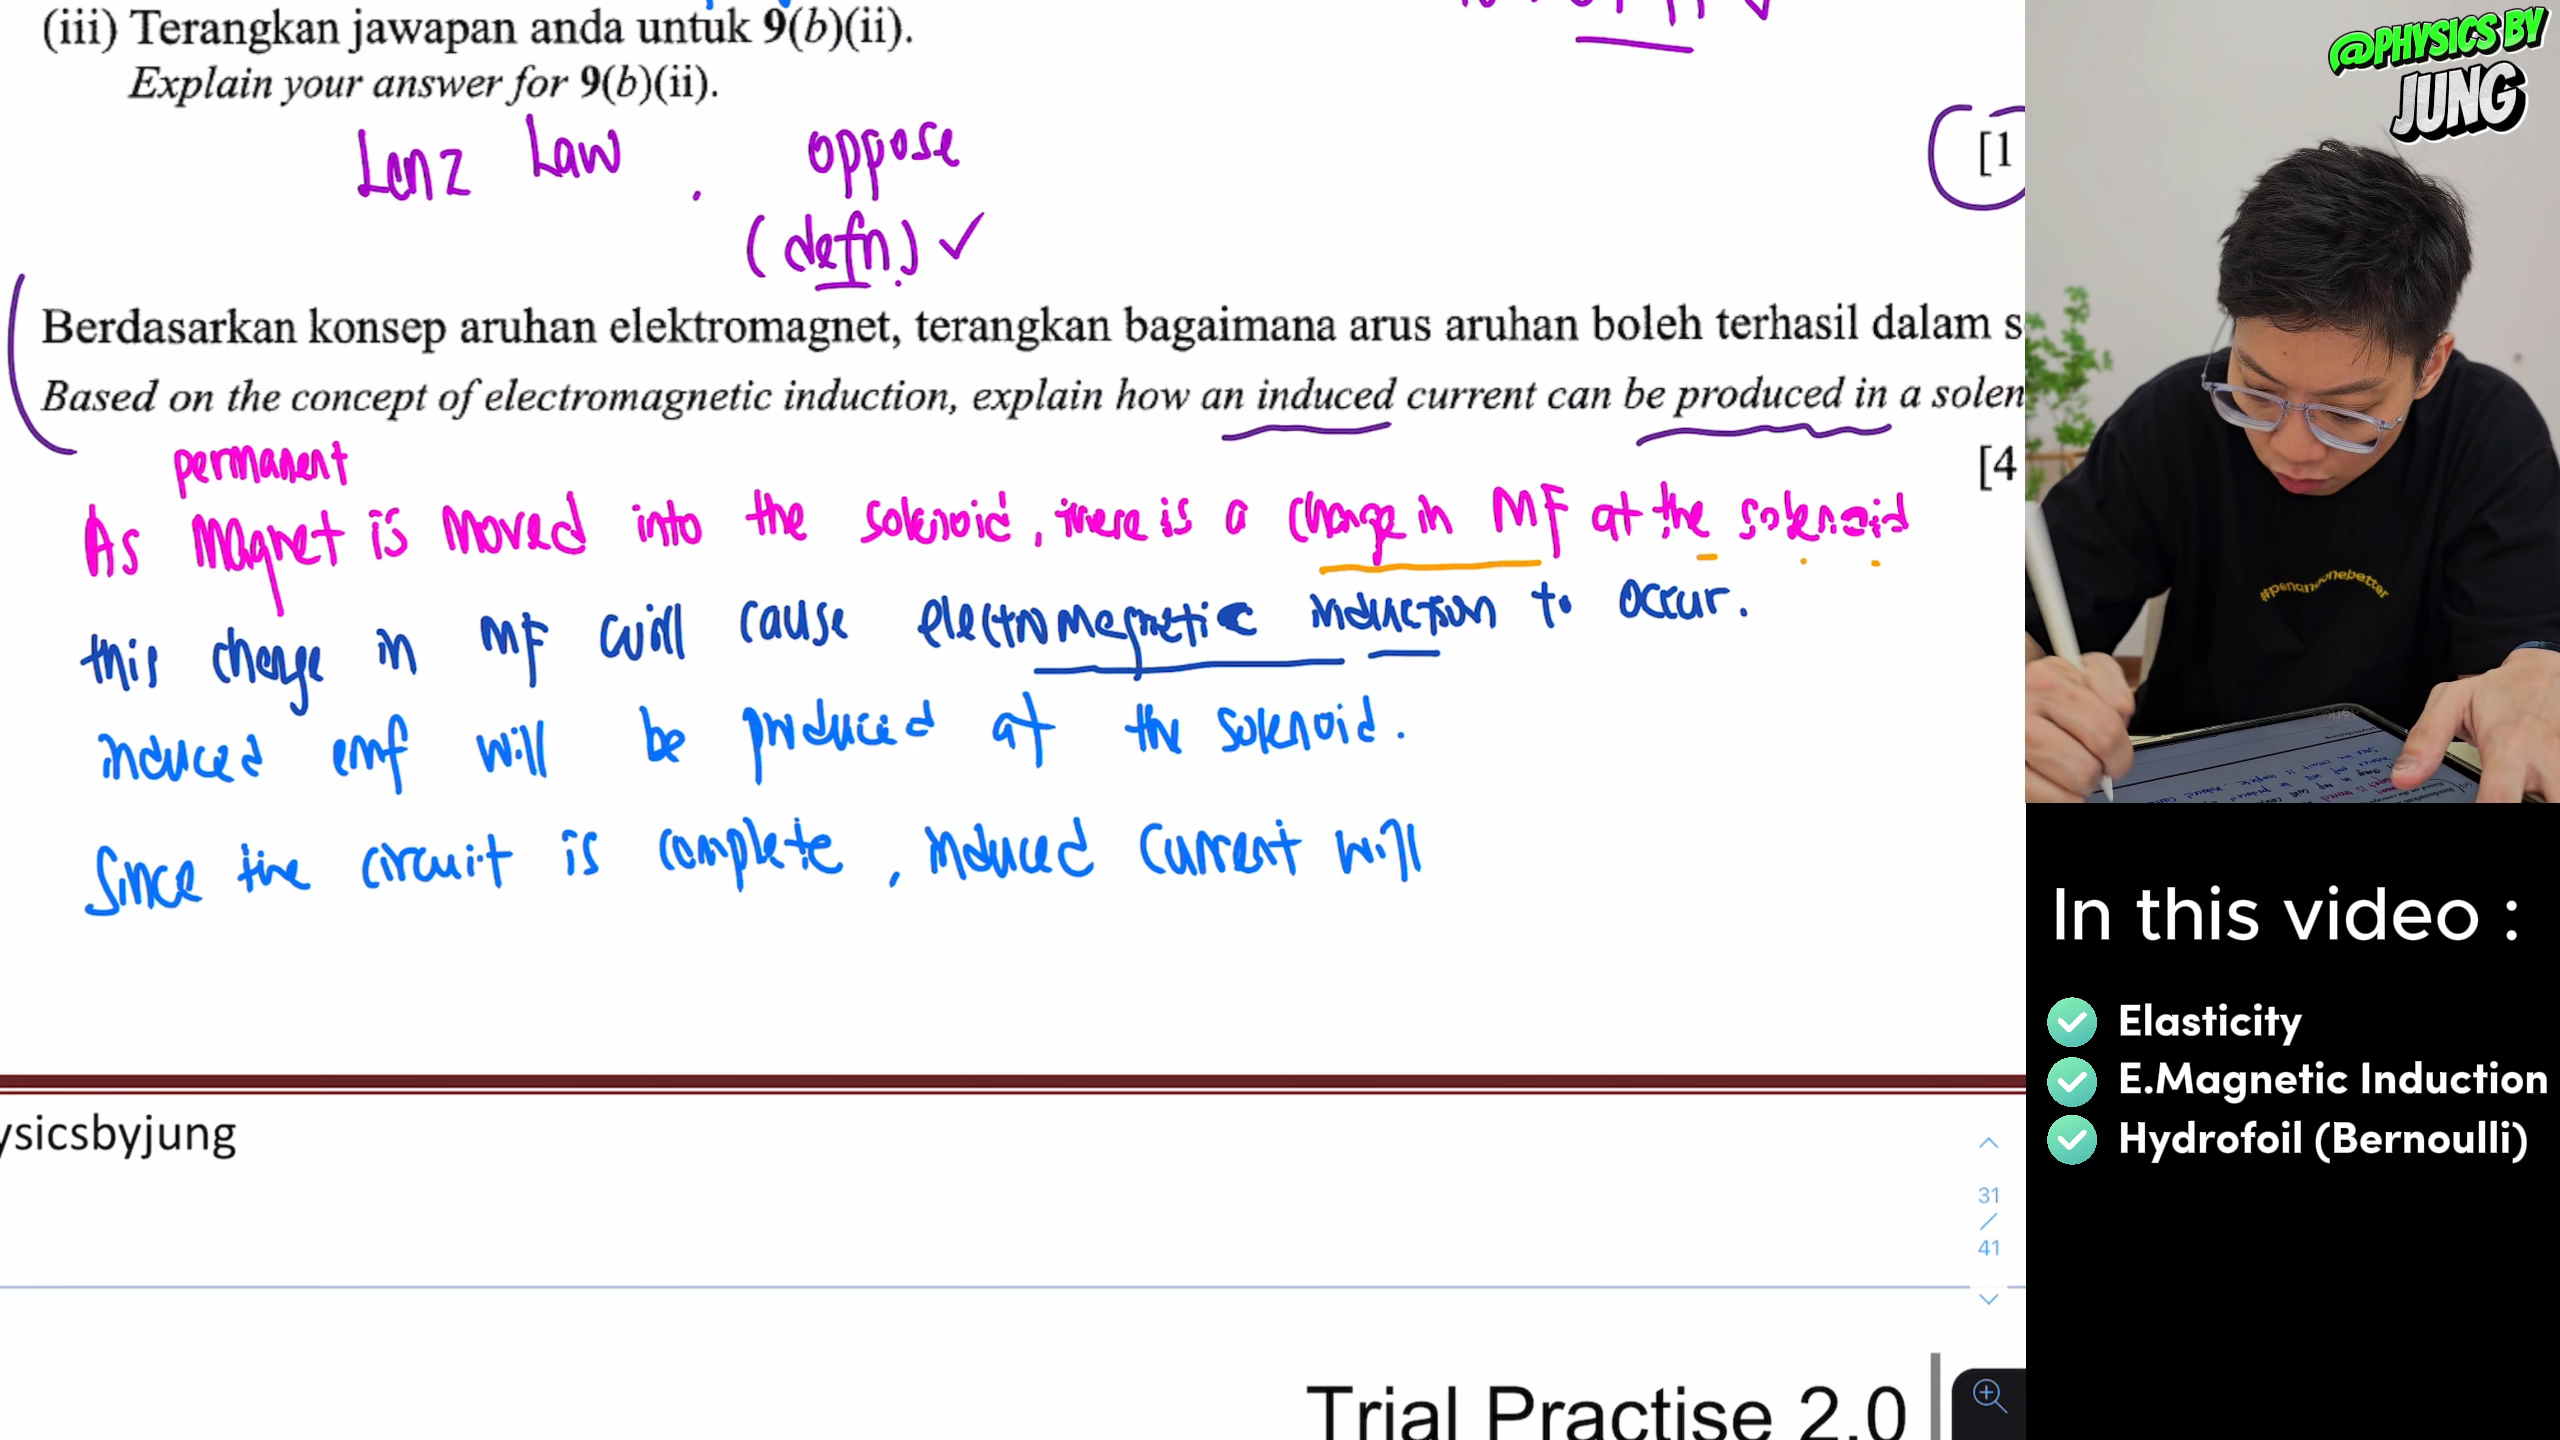 (iii) Terangkan jawapan anda untuk 9(b)(ii).
Explain your answer for 9(b)(ii).
[1
Lenz Law . oppose
(defn) ✓
Berdasarkan konsep aruhan elektromagnet, terangkan bagaimana arus aruhan boleh terhasil dalam s
Based on the concept of electromagnetic induction, explain how an induced current can be produced in a solen
[4
permanent
As magnet is moved into the solenoid, there is a change in MF at the solenoid
this change in MF will cause electromagnetic induction to occur.
induced emf will be produced at the solenoid.
Since the circuit is complete, induced current will
ysicsbyjung
31
/
41
Trial Practise 2.0
@PHYSICS BY
JUNG
In this video :
Elasticity
E.Magnetic Induction
Hydrofoil (Bernoulli)